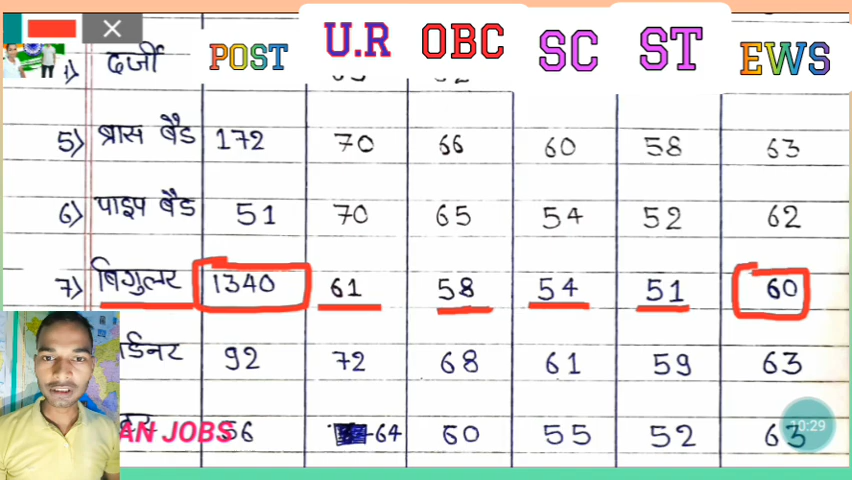 POST U.R OBC SC ST EWS
दर्जी
5) ब्रास बैंड 172 70 66 60 58 63
6) पाइप बैंड 51 70 65 54 52 62
7) बिगुलर 1340 61 58 54 51 60
92 72 68 61 59 63
56 64 60 55 52 63
AN JOBS
10:29